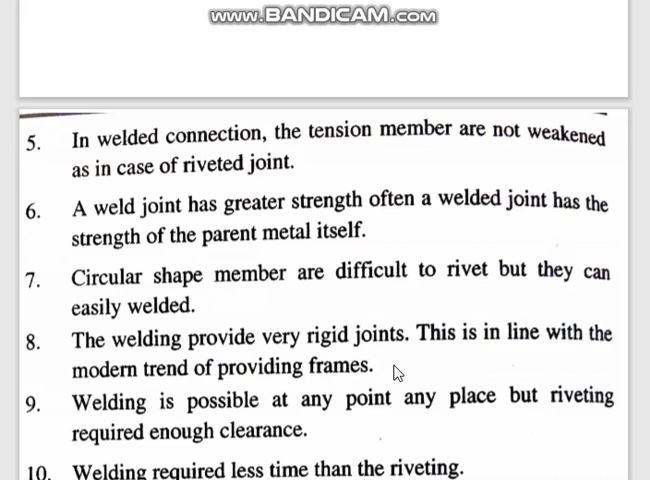 www.BANDICAM.com
5. In welded connection, the tension member are not weakened
as in case of riveted joint.
6. A weld joint has greater strength often a welded joint has the
strength of the parent metal itself.
7. Circular shape member are difficult to rivet but they can
easily welded.
8. The welding provide very rigid joints. This is in line with the
modern trend of providing frames.
9. Welding is possible at any point any place but riveting
required enough clearance.
10. Welding required less time than the riveting.